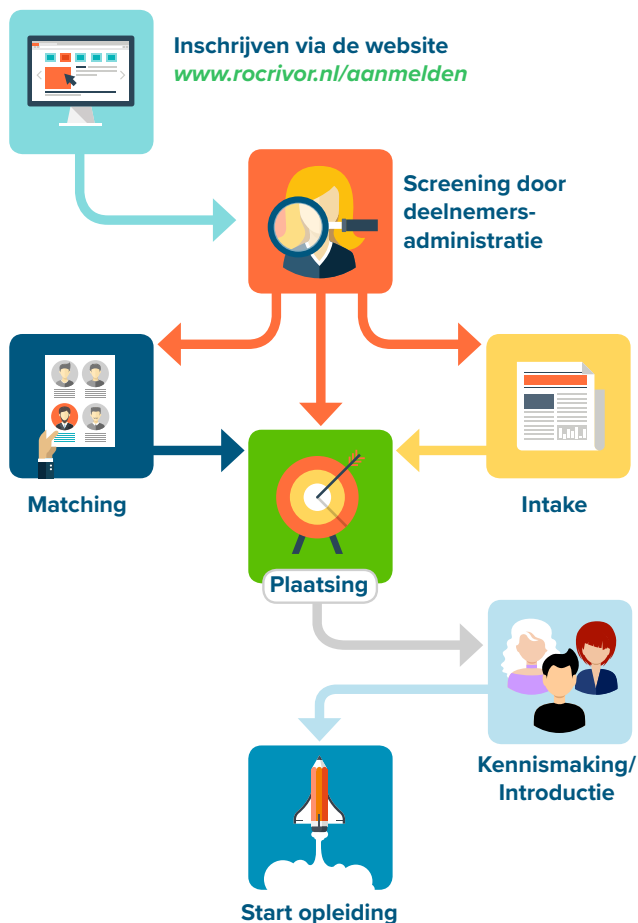 Inschrijven via de website
www.rocrivor.nl/aanmelden
Screening door
deelnemers-
administratie
Matching
Intake
Plaatsing
Kennismaking/
Introductie
Start opleiding